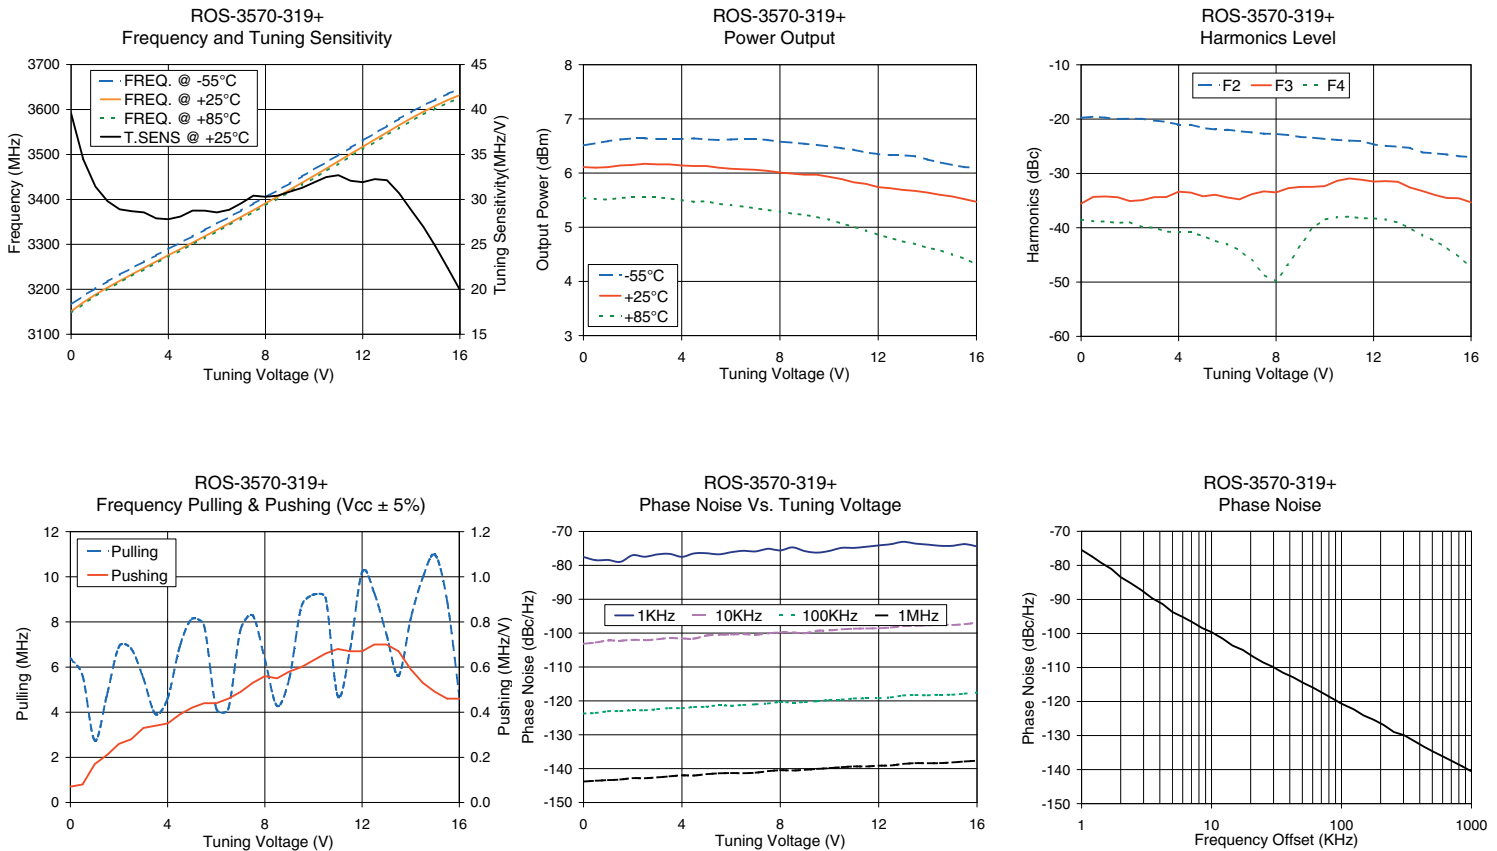 ROS-3570-319+
Frequency and Tuning Sensitivity
3700
3600
3500
3400
3300
3200
3100
45
40
35
30
25
20
15
FREQ. @ -55°C
FREQ. @ +25°C
FREQ. @ +85°C
T.SENS @ +25°C
Frequency (MHz)
Tuning Sensitivity(MHz/V)
0 4 8 12 16
Tuning Voltage (V)
ROS-3570-319+
Power Output
8
7
6
5
4
3
Output Power (dBm)
-55°C
+25°C
+85°C
0 4 8 12 16
Tuning Voltage (V)
ROS-3570-319+
Harmonics Level
-10
-20
-30
-40
-50
-60
Harmonics (dBc)
F2 F3 F4
0 4 8 12 16
Tuning Voltage (V)
ROS-3570-319+
Frequency Pulling & Pushing (Vcc ± 5%)
12
10
8
6
4
2
0
1.2
1.0
0.8
0.6
0.4
0.2
0.0
Pulling
Pushing
Pulling (MHz)
Pushing (MHz/V)
0 4 8 12 16
Tuning Voltage (V)
ROS-3570-319+
Phase Noise Vs. Tuning Voltage
-70
-80
-90
-100
-110
-120
-130
-140
-150
Phase Noise (dBc/Hz)
1KHz 10KHz 100KHz 1MHz
0 4 8 12 16
Tuning Voltage (V)
ROS-3570-319+
Phase Noise
-70
-80
-90
-100
-110
-120
-130
-140
-150
Phase Noise (dBc/Hz)
1 10 100 1000
Frequency Offset (KHz)